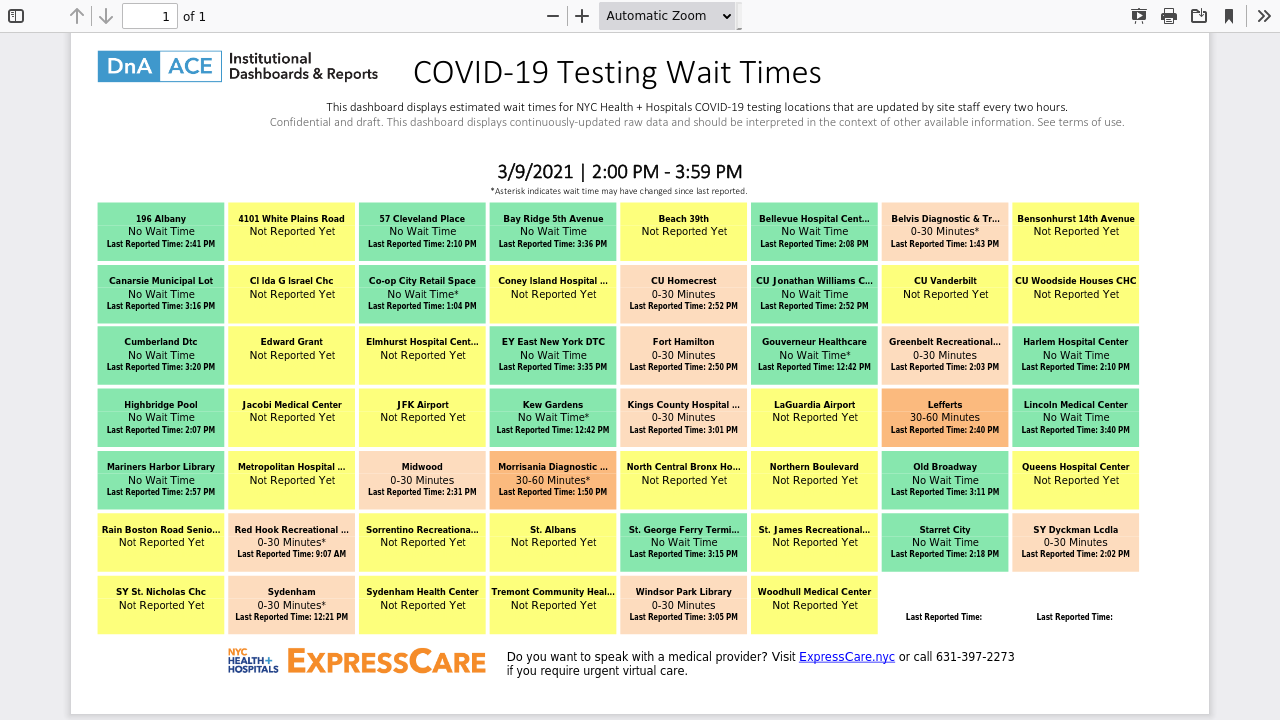 1 of 1 Automatic Zoom
DnA ACE Institutional
Dashboards & Reports
COVID-19 Testing Wait Times
This dashboard displays estimated wait times for NYC Health + Hospitals COVID-19 testing locations that are updated by site staff every two hours.
Confidential and draft. This dashboard displays continuously-updated raw data and should be interpreted in the context of other available information. See terms of use.
3/9/2021 | 2:00 PM - 3:59 PM
*Asterisk indicates wait time may have changed since last reported.
196 Albany
No Wait Time
Last Reported Time: 2:41 PM
4101 White Plains Road
Not Reported Yet
57 Cleveland Place
No Wait Time
Last Reported Time: 2:10 PM
Bay Ridge 5th Avenue
No Wait Time
Last Reported Time: 3:36 PM
Beach 39th
Not Reported Yet
Bellevue Hospital Cent...
No Wait Time
Last Reported Time: 2:08 PM
Belvis Diagnostic & Tr...
0-30 Minutes*
Last Reported Time: 1:43 PM
Bensonhurst 14th Avenue
Not Reported Yet
Canarsie Municipal Lot
No Wait Time
Last Reported Time: 3:16 PM
Cl Ida G Israel Chc
Not Reported Yet
Co-op City Retail Space
No Wait Time*
Last Reported Time: 1:04 PM
Coney Island Hospital ...
Not Reported Yet
CU Homecrest
0-30 Minutes
Last Reported Time: 2:52 PM
CU Jonathan Williams C...
No Wait Time
Last Reported Time: 2:52 PM
CU Vanderbilt
Not Reported Yet
CU Woodside Houses CHC
Not Reported Yet
Cumberland Dtc
No Wait Time
Last Reported Time: 3:20 PM
Edward Grant
Not Reported Yet
Elmhurst Hospital Cent...
Not Reported Yet
EY East New York DTC
No Wait Time
Last Reported Time: 3:35 PM
Fort Hamilton
0-30 Minutes
Last Reported Time: 2:50 PM
Gouverneur Healthcare
No Wait Time*
Last Reported Time: 12:42 PM
Greenbelt Recreational...
0-30 Minutes
Last Reported Time: 2:03 PM
Harlem Hospital Center
No Wait Time
Last Reported Time: 2:10 PM
Highbridge Pool
No Wait Time
Last Reported Time: 2:07 PM
Jacobi Medical Center
Not Reported Yet
JFK Airport
Not Reported Yet
Kew Gardens
No Wait Time*
Last Reported Time: 12:42 PM
Kings County Hospital ...
0-30 Minutes
Last Reported Time: 3:01 PM
LaGuardia Airport
Not Reported Yet
Lefferts
30-60 Minutes
Last Reported Time: 2:40 PM
Lincoln Medical Center
No Wait Time
Last Reported Time: 3:40 PM
Mariners Harbor Library
No Wait Time
Last Reported Time: 2:57 PM
Metropolitan Hospital ...
Not Reported Yet
Midwood
0-30 Minutes
Last Reported Time: 2:31 PM
Morrisania Diagnostic ...
30-60 Minutes*
Last Reported Time: 1:50 PM
North Central Bronx Ho...
Not Reported Yet
Northern Boulevard
Not Reported Yet
Old Broadway
No Wait Time
Last Reported Time: 3:11 PM
Queens Hospital Center
Not Reported Yet
Rain Boston Road Senio...
Not Reported Yet
Red Hook Recreational ...
0-30 Minutes*
Last Reported Time: 9:07 AM
Sorrentino Recreationa...
Not Reported Yet
St. Albans
Not Reported Yet
St. George Ferry Termi...
No Wait Time
Last Reported Time: 3:15 PM
St. James Recreational...
Not Reported Yet
Starret City
No Wait Time
Last Reported Time: 2:18 PM
SY Dyckman Lcdla
0-30 Minutes
Last Reported Time: 2:02 PM
SY St. Nicholas Chc
Not Reported Yet
Sydenham
0-30 Minutes*
Last Reported Time: 12:21 PM
Sydenham Health Center
Not Reported Yet
Tremont Community Heal...
Not Reported Yet
Windsor Park Library
0-30 Minutes
Last Reported Time: 3:05 PM
Woodhull Medical Center
Not Reported Yet
Last Reported Time:
Last Reported Time:
NYC
HEALTH+
HOSPITALS
EXPRESSCARE
Do you want to speak with a medical provider? Visit ExpressCare.nyc or call 631-397-2273
if you require urgent virtual care.